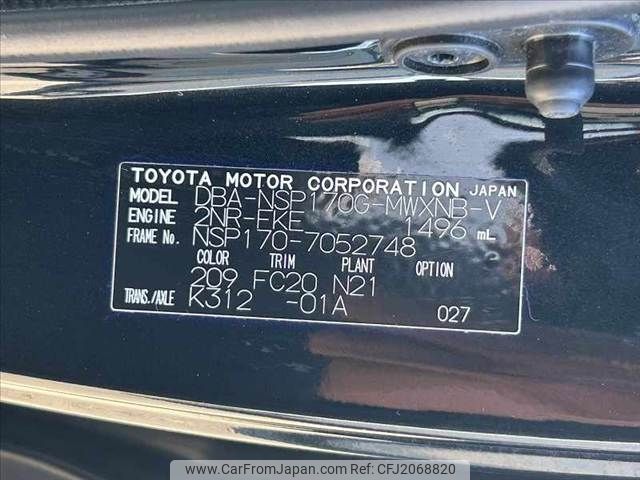 TOYOTA MOTOR CORPORATION JAPAN
MODEL DBA-NSP170G-MWXNB-V
ENGINE 2NR-FKE 1496 mL
FRAME No. NSP170-7052748
COLOR TRIM PLANT OPTION
209 FC20 N21
TRANS./AXLE K312 -01A
027
www.CarFromJapan.com | Ref No: CFJ2068820